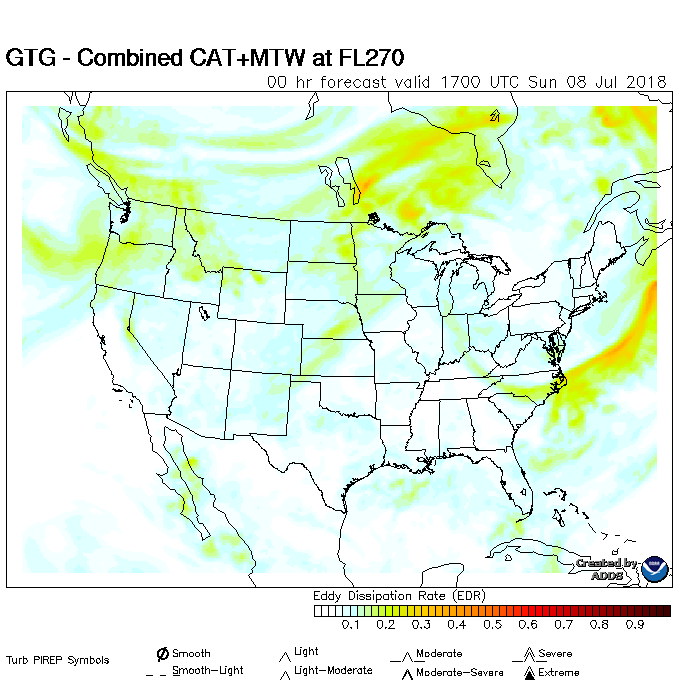 GTG - Combined CAT+MTW at FL270
00 hr forecast valid 1700 UTC Sun 08 Jul 2018
Created by
ADDS
Eddy Dissipation Rate (EDR)
0.1 0.2 0.3 0.4 0.5 0.6 0.7 0.8 0.9
Turb PIREP Symbols
Smooth Light Moderate Severe
Smooth-Light Light-Moderate Moderate-Severe Extreme